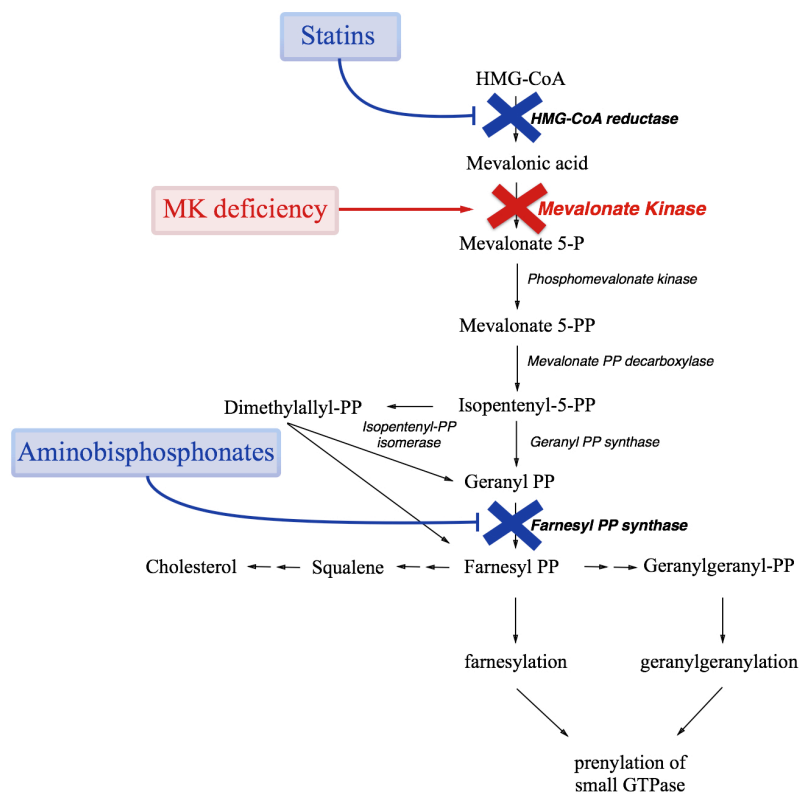 Statins
HMG-CoA
HMG-CoA reductase
Mevalonic acid
MK deficiency
Mevalonate Kinase
Mevalonate 5-P
Phosphomevalonate kinase
Mevalonate 5-PP
Mevalonate PP decarboxylase
Dimethylallyl-PP
Isopentenyl-5-PP
Isopentenyl-PP
isomerase
Geranyl PP synthase
Aminobisphosphonates
Geranyl PP
Farnesyl PP synthase
Cholesterol
Squalene
Farnesyl PP
Geranylgeranyl-PP
farnesylation
geranylgeranylation
prenylation of
small GTPase